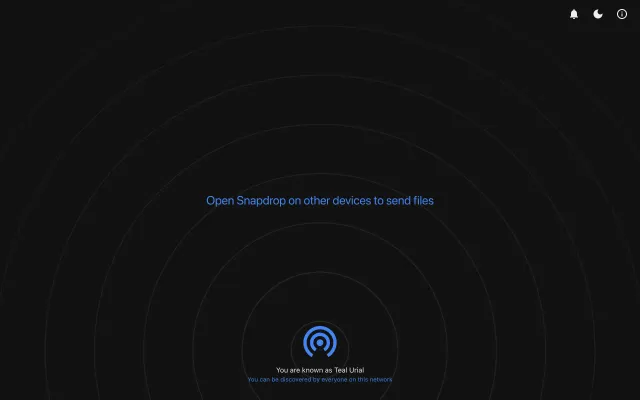 Open Snapdrop on other devices to send files
You are known as Teal Urial
You can be discovered by everyone on this network